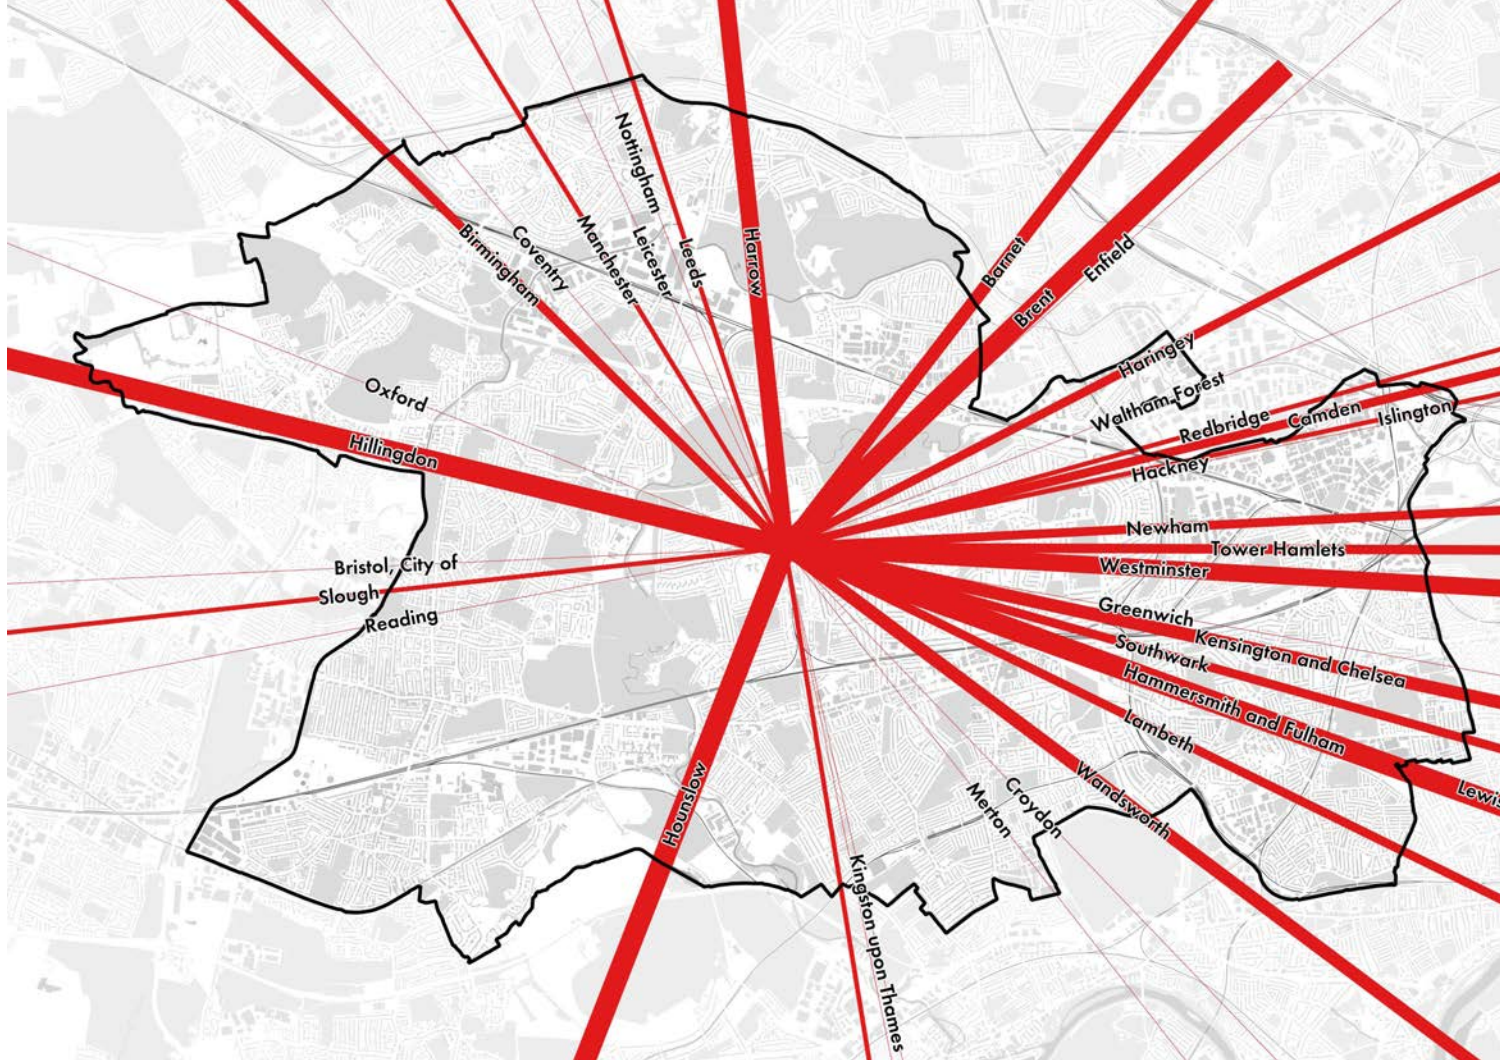 Nottingham
Birmingham
Coventry
Manchester
Leicester
Leeds
Harrow
Barnet
Brent
Enfield
Haringey
Oxford
Waltham Forest
Redbridge
Camden
Islington
Hillingdon
Hackney
Newham
Tower Hamlets
Bristol, City of
Westminster
Slough
Reading
Greenwich
Kensington and Chelsea
Southwark
Hammersmith and Fulham
Lambeth
Hounslow
Wandsworth
Croydon
Merton
Lewis
Kingston upon Thames